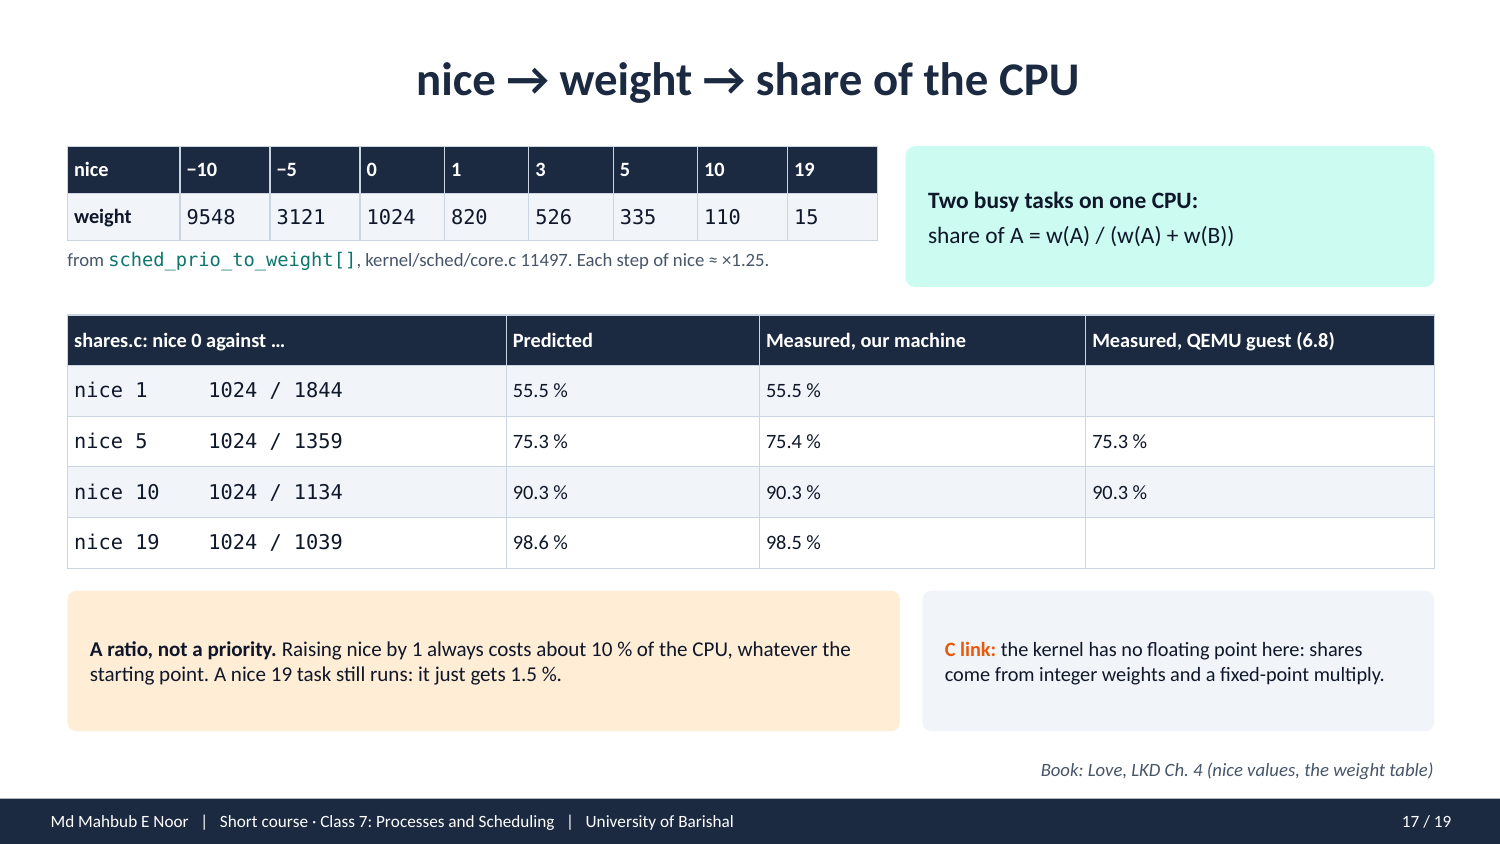 nice → weight → share of the CPU
nice −10 −5 0 1 3 5 10 19
weight 9548 3121 1024 820 526 335 110 15
from sched_prio_to_weight[], kernel/sched/core.c 11497. Each step of nice ≈ ×1.25.
Two busy tasks on one CPU:
share of A = w(A) / (w(A) + w(B))
shares.c: nice 0 against … Predicted Measured, our machine Measured, QEMU guest (6.8)
nice 1 1024 / 1844 55.5 % 55.5 %
nice 5 1024 / 1359 75.3 % 75.4 % 75.3 %
nice 10 1024 / 1134 90.3 % 90.3 % 90.3 %
nice 19 1024 / 1039 98.6 % 98.5 %
A ratio, not a priority. Raising nice by 1 always costs about 10 % of the CPU, whatever the
starting point. A nice 19 task still runs: it just gets 1.5 %.
C link: the kernel has no floating point here: shares
come from integer weights and a fixed-point multiply.
Book: Love, LKD Ch. 4 (nice values, the weight table)
Md Mahbub E Noor | Short course · Class 7: Processes and Scheduling | University of Barishal 17 / 19